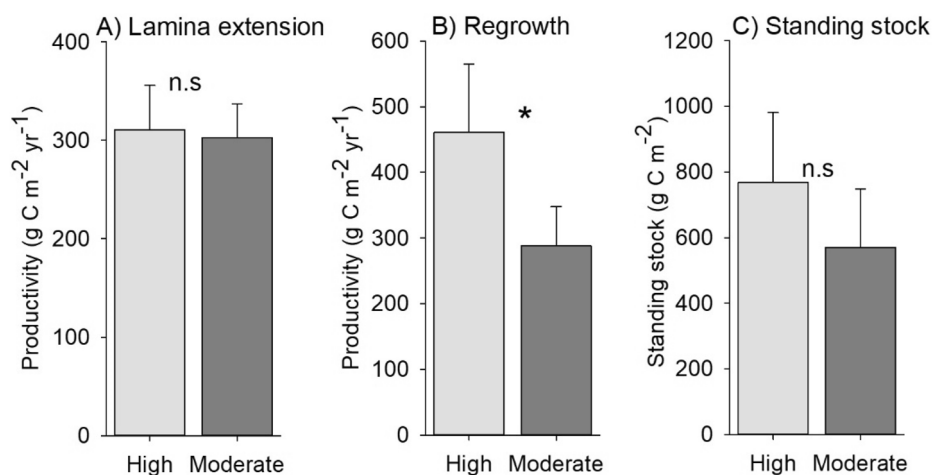 A) Lamina extension
Productivity (g C m-2 yr-1)
400
300
200
100
0
n.s
High Moderate
B) Regrowth
Productivity (g C m-2 yr-1)
600
500
400
300
200
100
0
*
High Moderate
C) Standing stock
Standing stock (g C m-2)
1200
1000
800
600
400
200
0
n.s
High Moderate